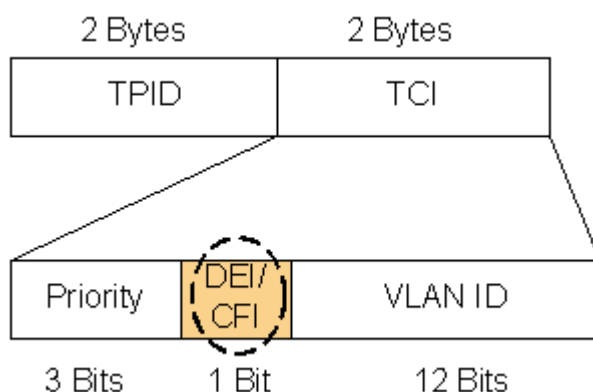 2 Bytes 2 Bytes
TPID TCI
Priority DEI/ CFI VLAN ID
3 Bits 1 Bit 12 Bits